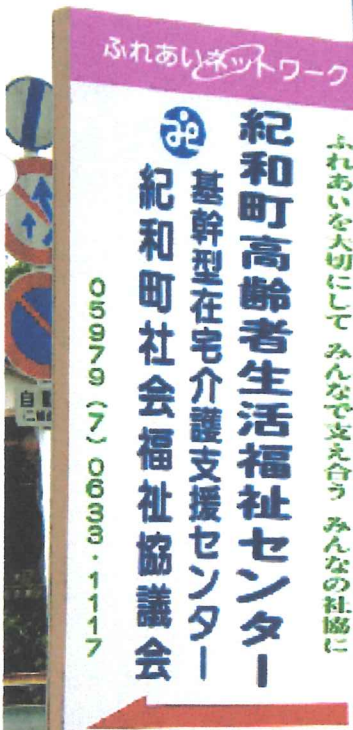 ふれあいネットワーク
ふれあいを大切にして みんなで支え合う みんなの社協に
紀和町高齢者生活福祉センター
基幹型在宅介護支援センター
紀和町社会福祉協議会
05979(7)0633・1117